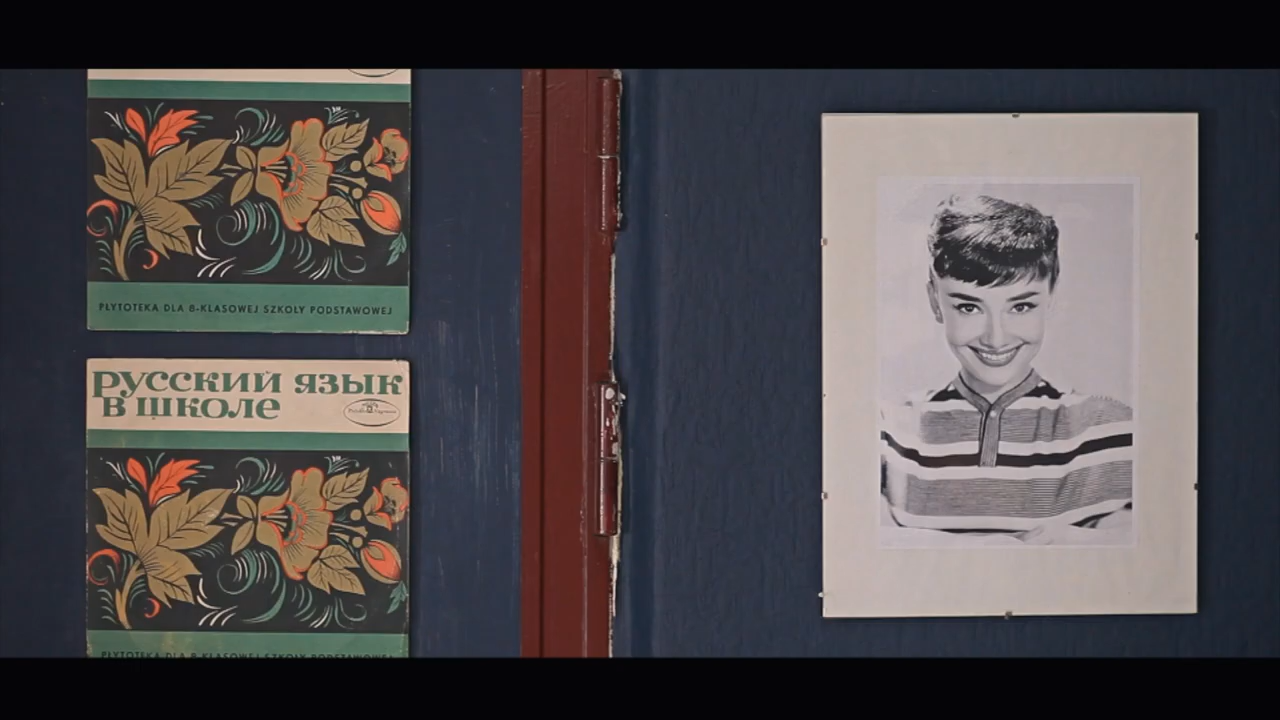 PŁYTOTEKA DLA 8-KLASOWEJ SZKOŁY PODSTAWOWEJ
русский язык
в школе
PŁYTOTEKA DLA 8-KLASOWEJ SZKOŁY PODSTAWOWEJ